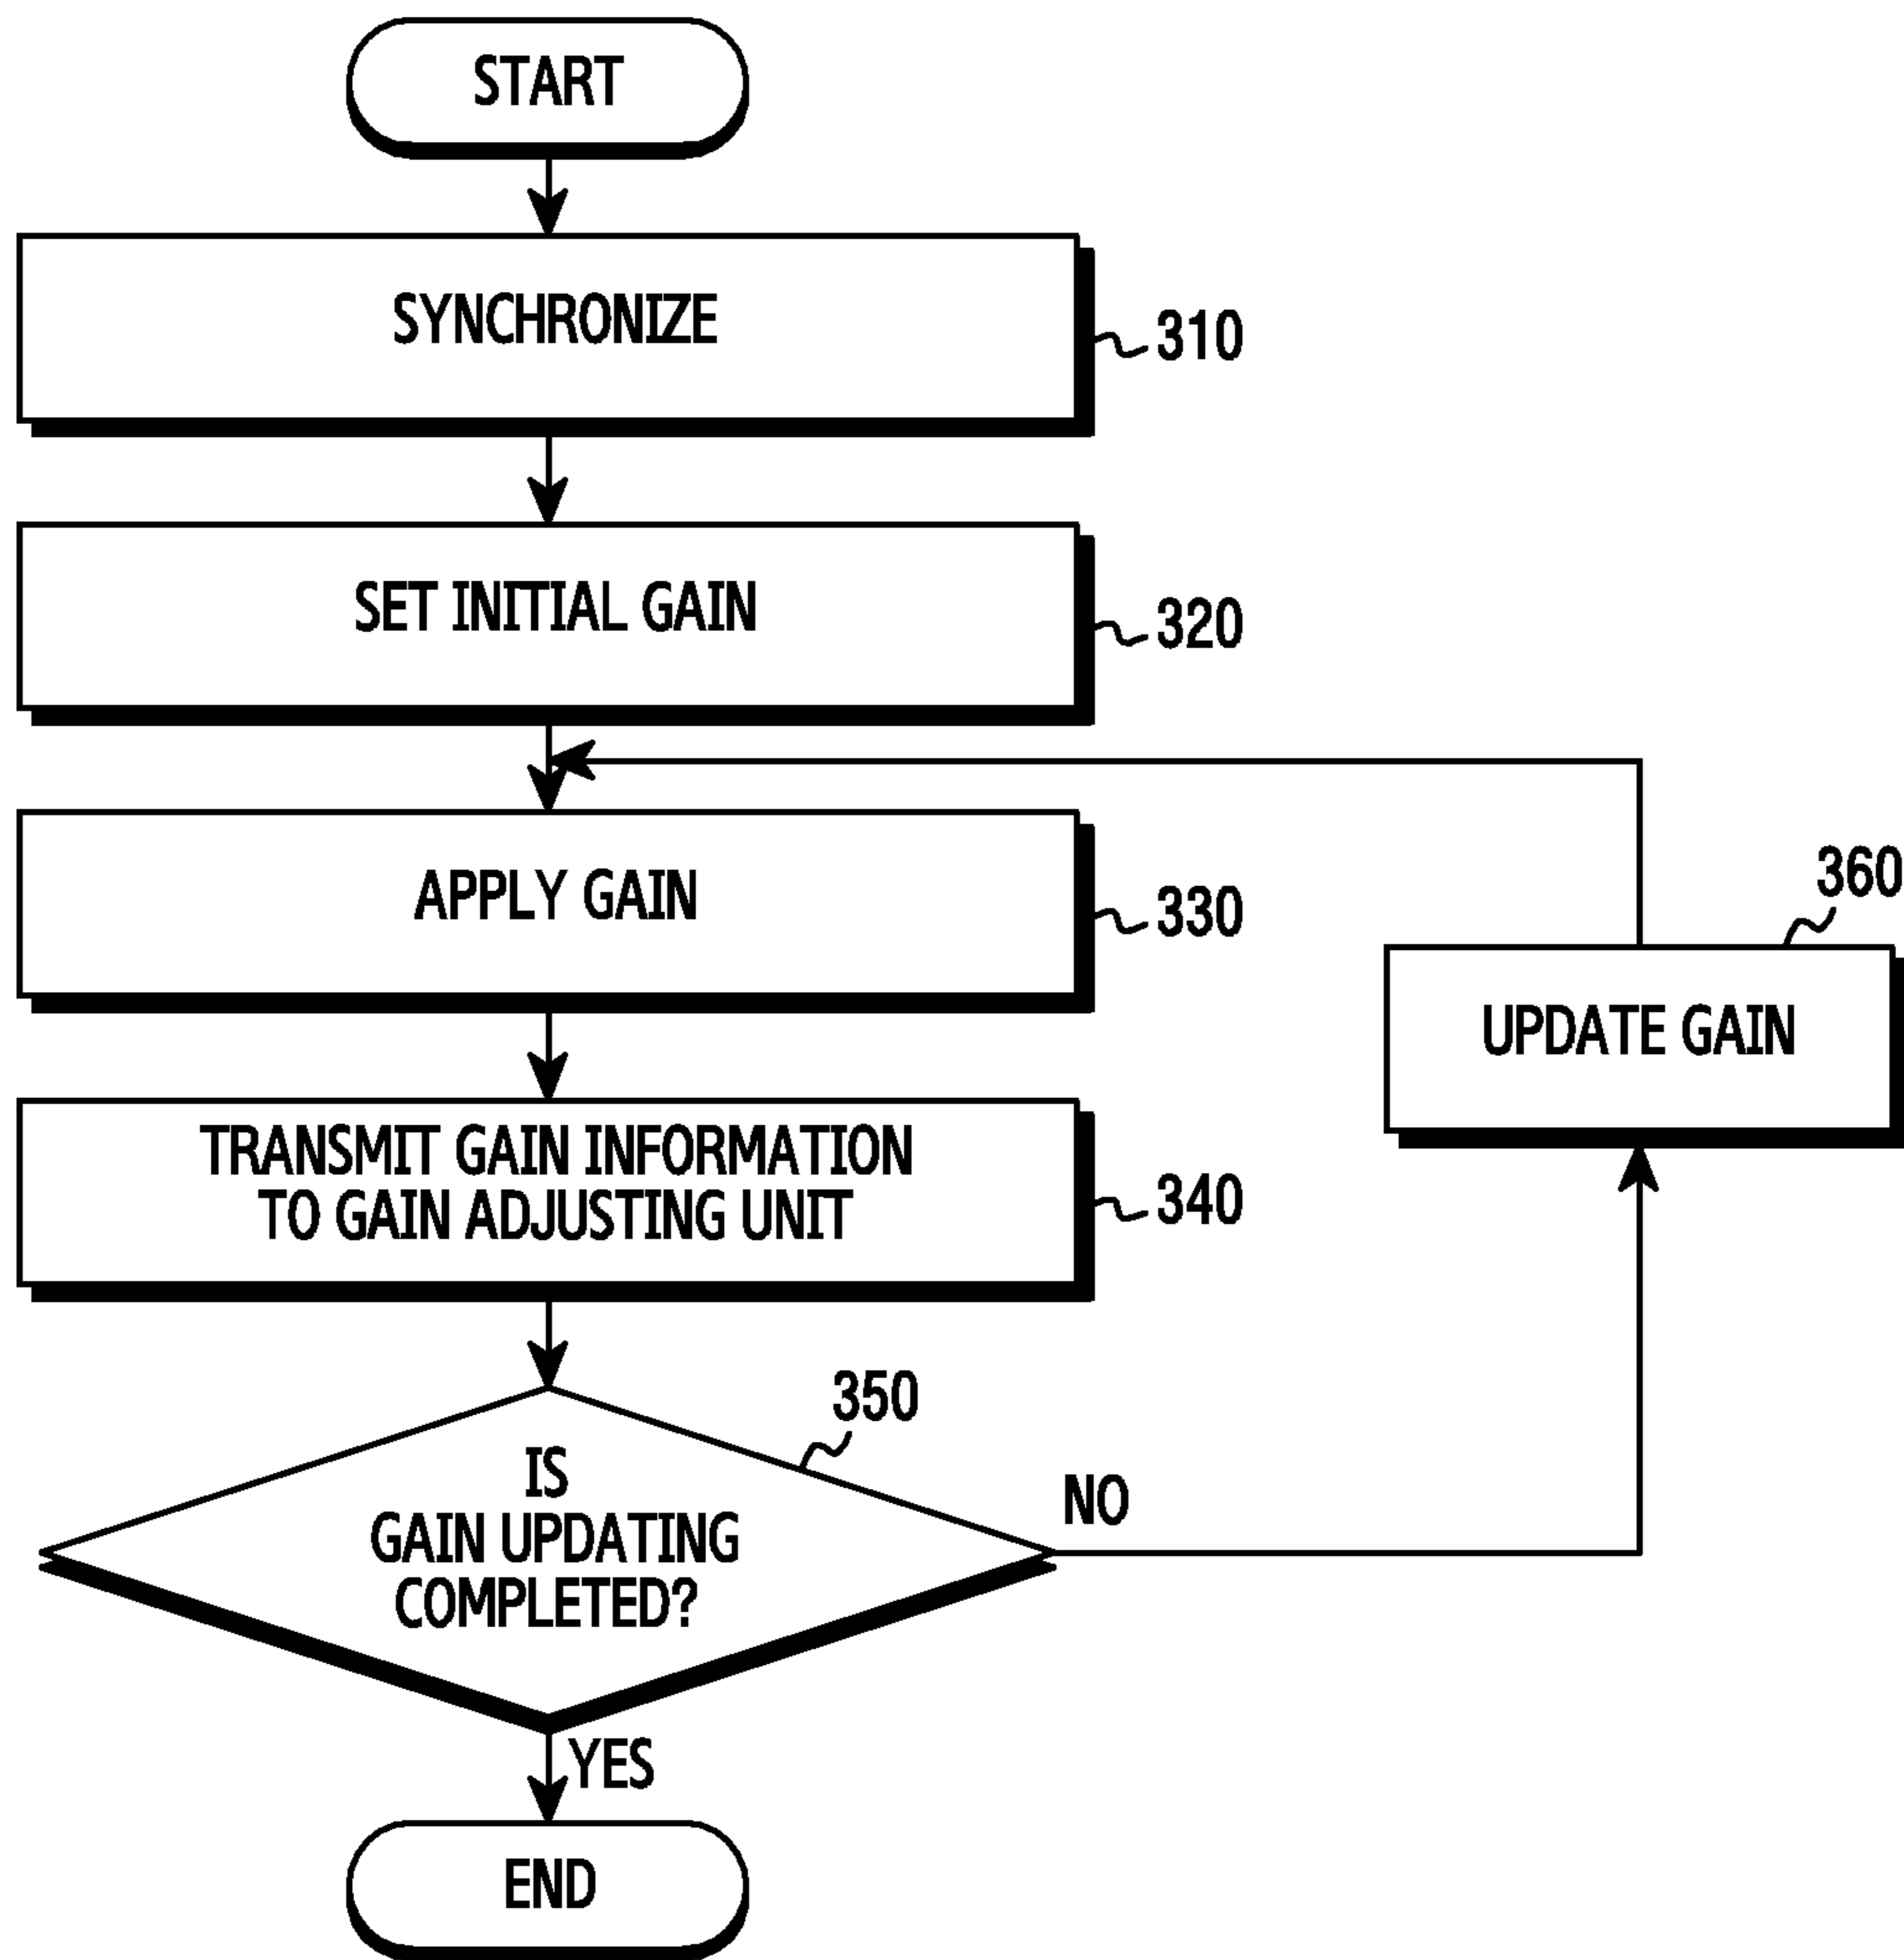 START
SYNCHRONIZE
310
SET INITIAL GAIN
320
APPLY GAIN
330
360
UPDATE GAIN
TRANSMIT GAIN INFORMATION
TO GAIN ADJUSTING UNIT
340
350
IS
GAIN UPDATING
COMPLETED?
NO
YES
END